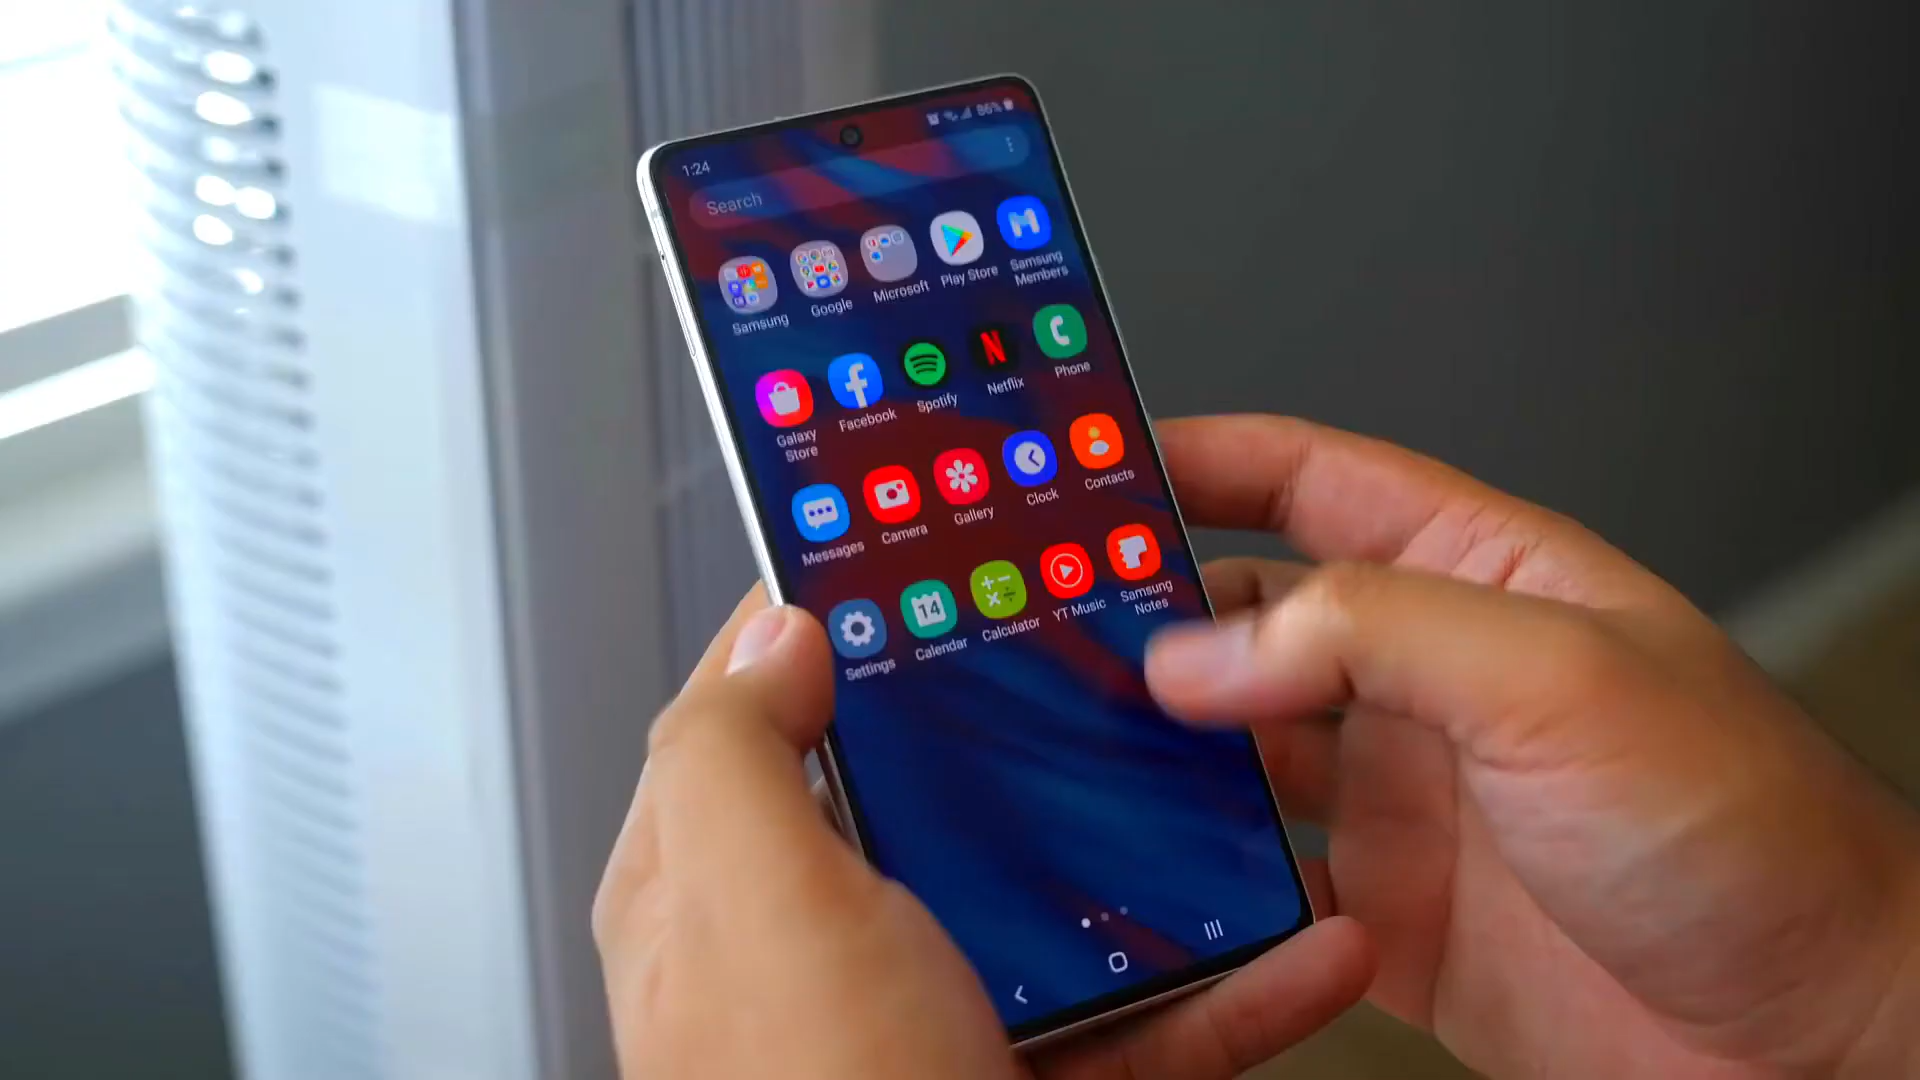 1:24
86%
Search
Samsung
Google
Microsoft
Play Store
Samsung
Members
Galaxy
Store
Facebook
Spotify
N
Netflix
Phone
Messages
Camera
Gallery
Clock
Contacts
Settings
14
Calendar
Calculator
YT Music
Samsung
Notes